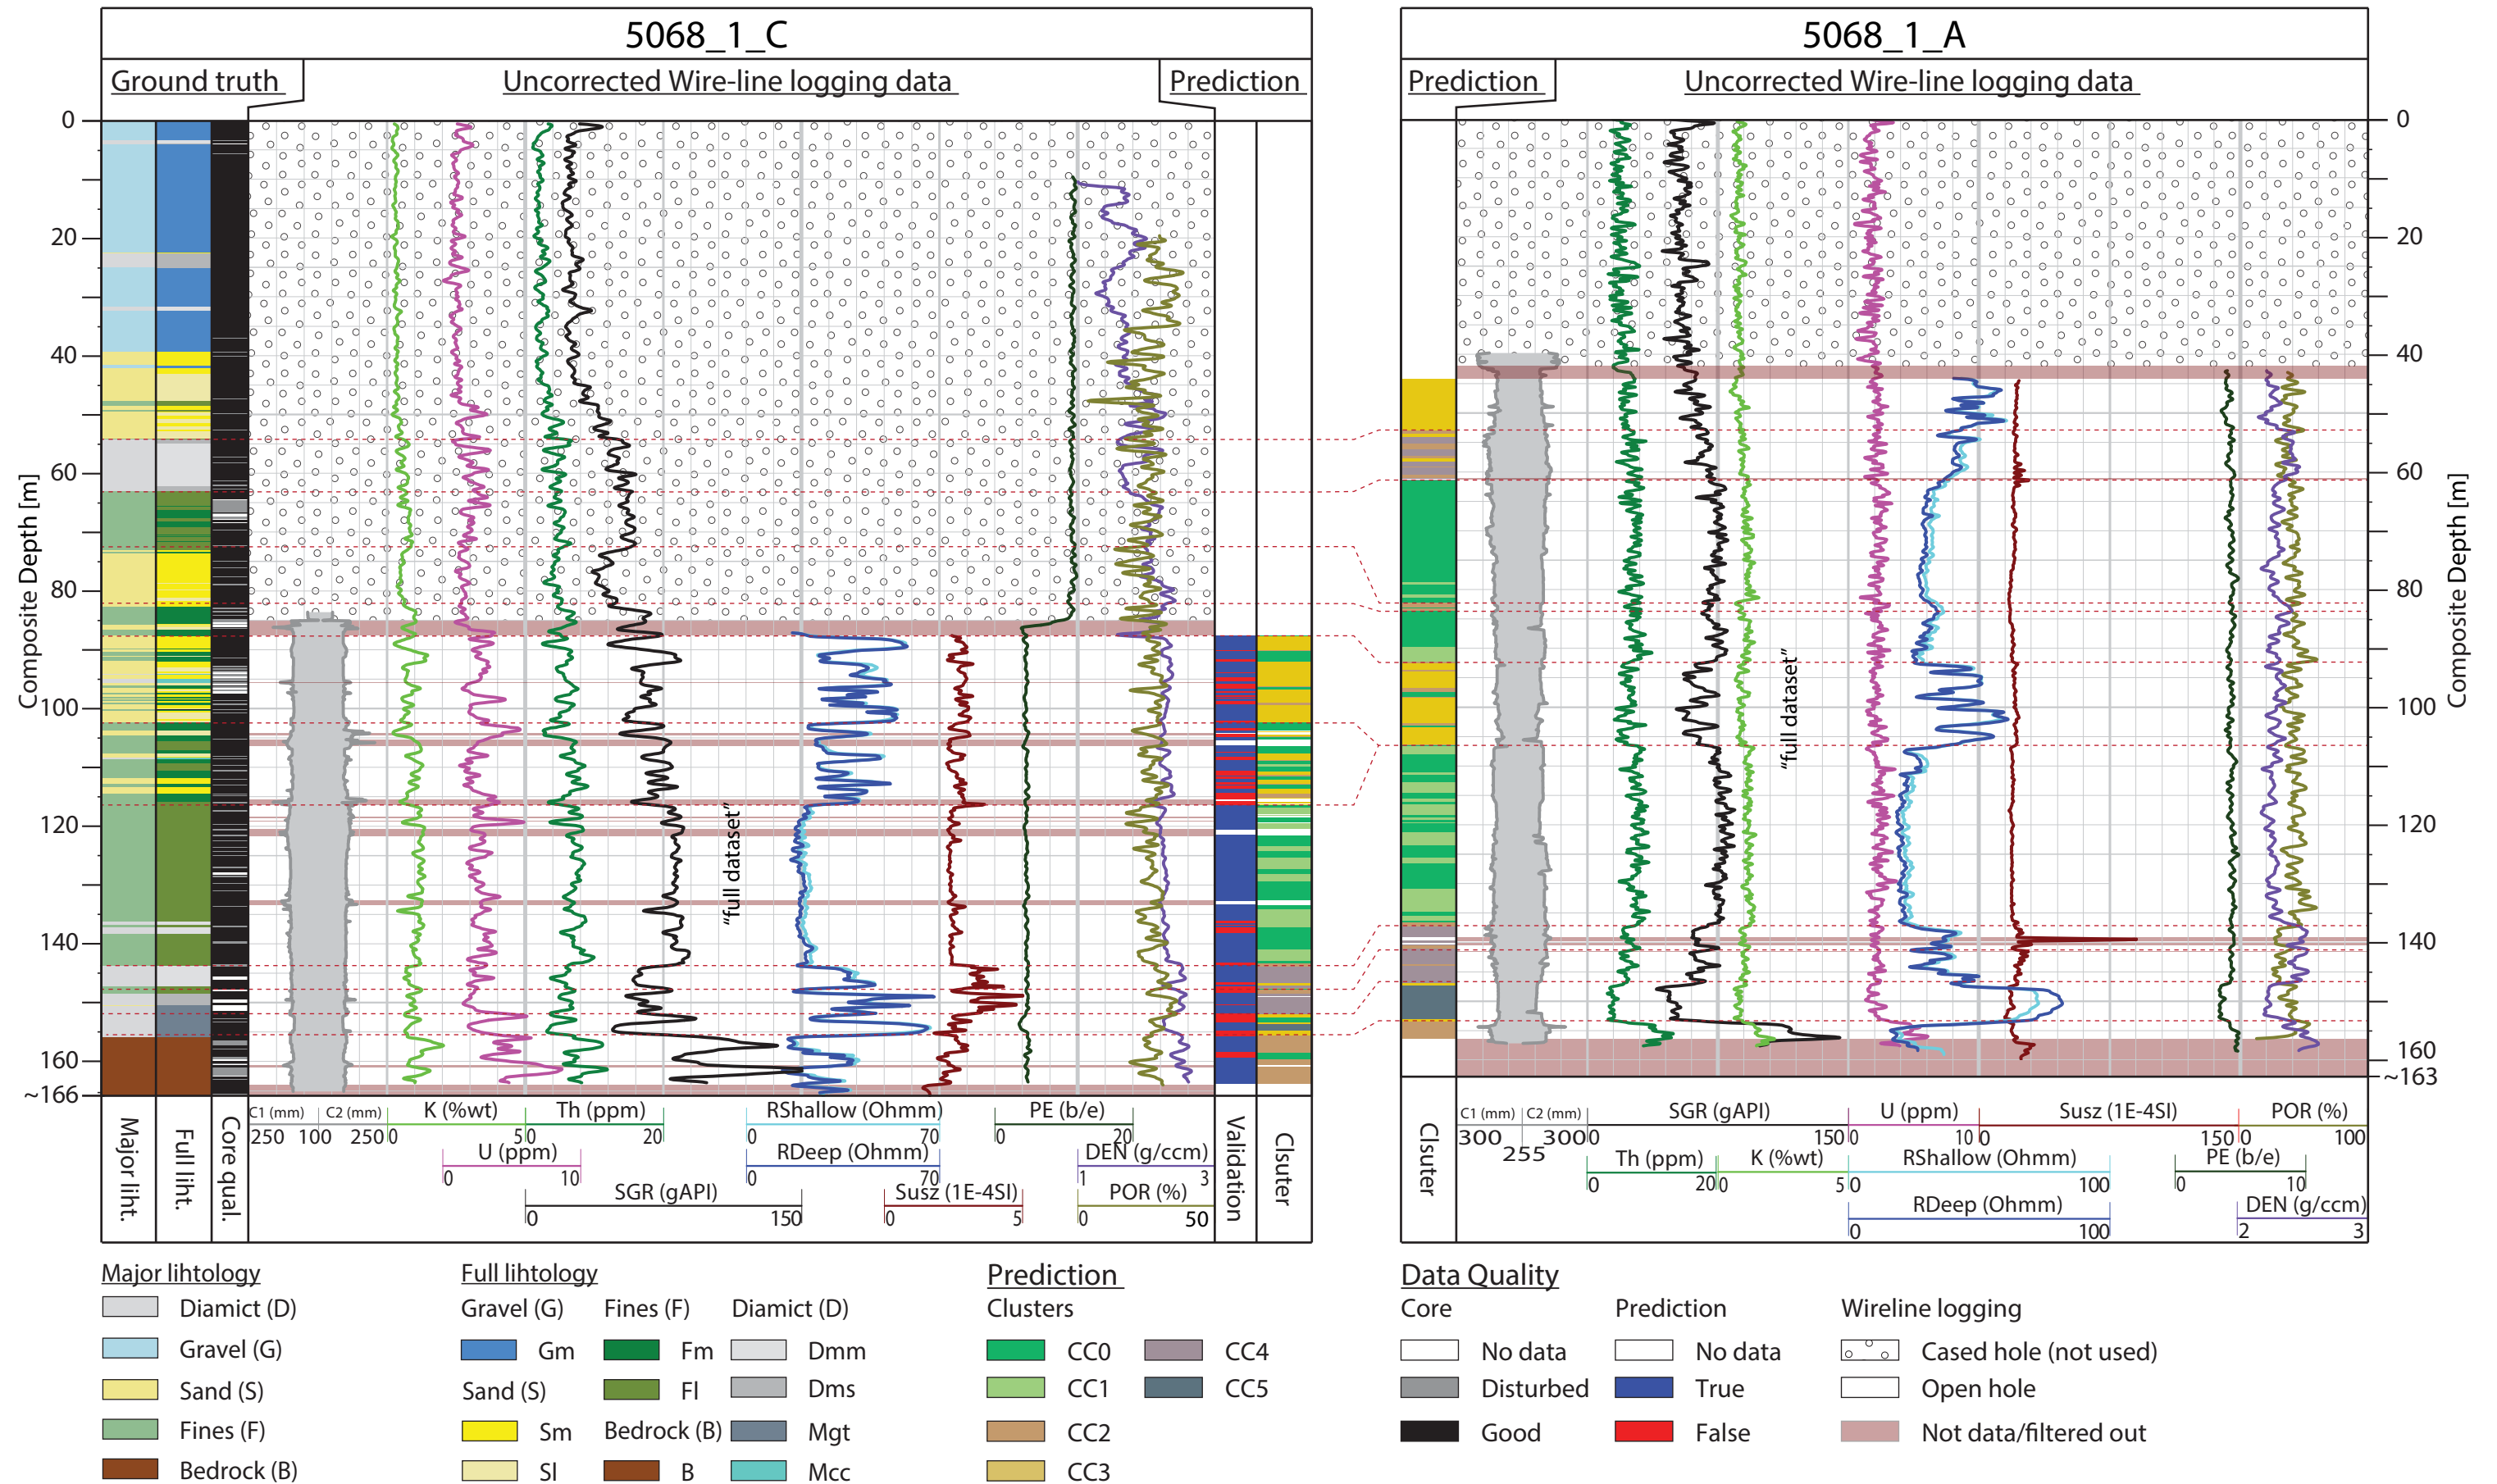 5068_1_C
Ground truth
Uncorrected Wire-line logging data
Prediction
0
20
40
60
80
100
120
140
160
~166
Composite Depth [m]
"full dataset"
Major liht.
Full liht.
Core qual.
C1 (mm) C2 (mm)
250 100 250
K (%wt)
0 5
Th (ppm)
0 20
RShallow (Ohmm)
0 70
PE (b/e)
0 20
U (ppm)
0 10
RDeep (Ohmm)
0 70
DEN (g/ccm)
1 3
SGR (gAPI)
0 150
Susz (1E-4SI)
0 5
POR (%)
0 50
Validation
Clsuter
5068_1_A
Prediction
Uncorrected Wire-line logging data
0
20
40
60
80
100
120
140
160
~163
Composite Depth [m]
"full dataset"
Clsuter
C1 (mm) C2 (mm)
300 300
255
SGR (gAPI)
0 150
U (ppm)
0 10
Susz (1E-4SI)
0 150
POR (%)
0 100
Th (ppm)
0 20
K (%wt)
0 5
RShallow (Ohmm)
0 100
PE (b/e)
0 10
RDeep (Ohmm)
0 100
DEN (g/ccm)
2 3
Major lihtology
Diamict (D)
Gravel (G)
Sand (S)
Fines (F)
Bedrock (B)
Full lihtology
Gravel (G) Fines (F) Diamict (D)
Gm Fm Dmm
Sand (S) Fl Dms
Sm Bedrock (B) Mgt
Sl B Mcc
Prediction
Clusters
CC0 CC4
CC1 CC5
CC2
CC3
Data Quality
Core Prediction Wireline logging
No data No data Cased hole (not used)
Disturbed True Open hole
Good False Not data/filtered out